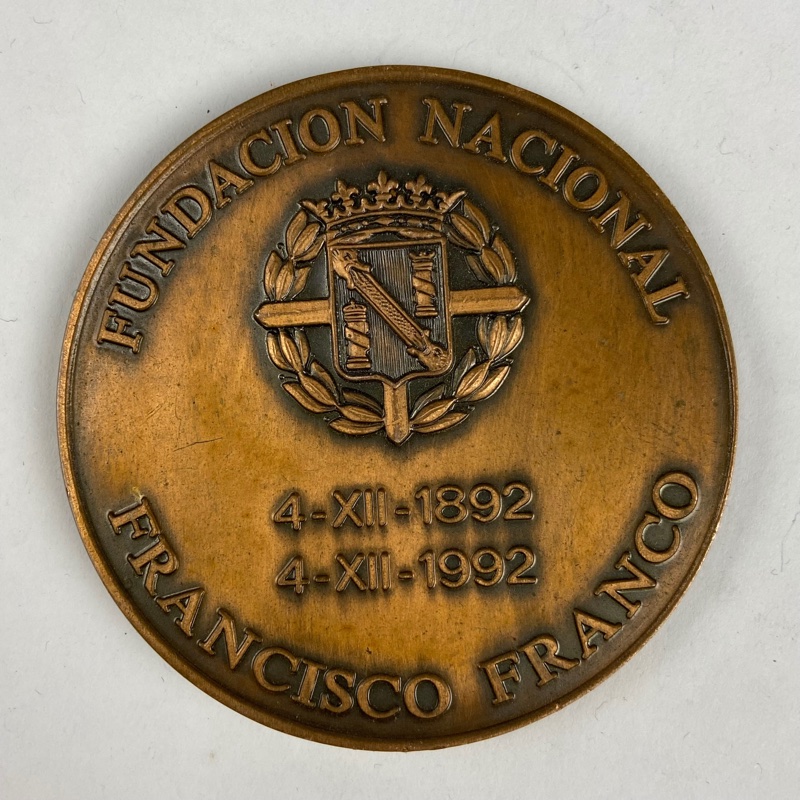 FUNDACION NACIONAL
4-XII-1892
4-XII-1992
FRANCISCO FRANCO